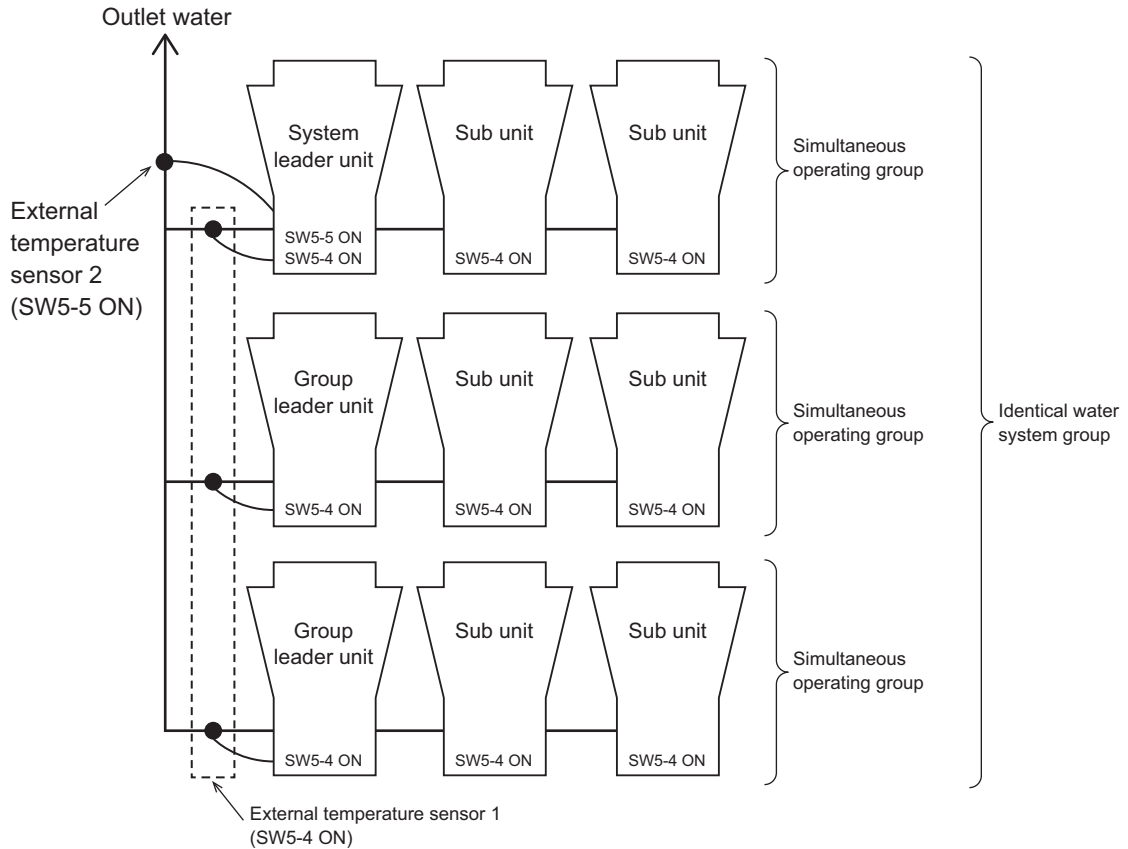 Outlet water
System
leader unit
Sub unit
Sub unit
Simultaneous
operating group
External
temperature
sensor 2
(SW5-5 ON)
SW5-5 ON
SW5-4 ON
SW5-4 ON
SW5-4 ON
Group
leader unit
Sub unit
Sub unit
Simultaneous
operating group
Identical water
system group
SW5-4 ON
SW5-4 ON
SW5-4 ON
Group
leader unit
Sub unit
Sub unit
Simultaneous
operating group
SW5-4 ON
SW5-4 ON
SW5-4 ON
External temperature sensor 1
(SW5-4 ON)